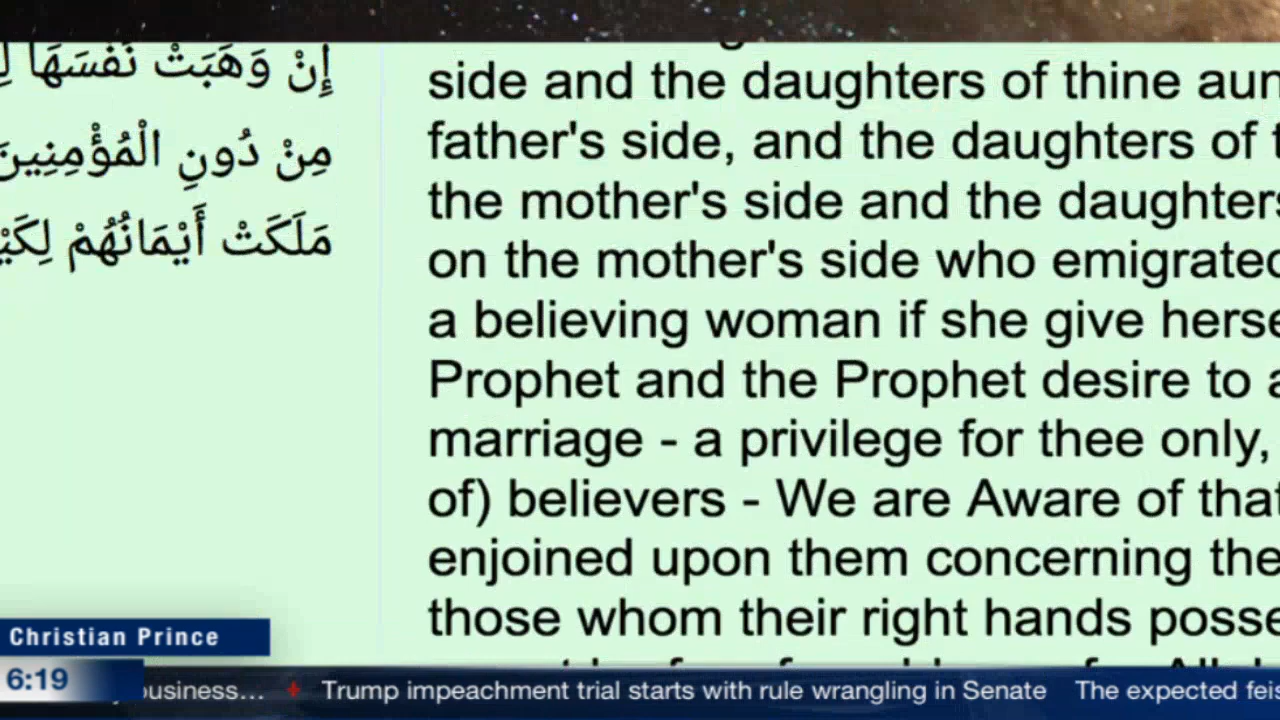 إِنْ وَهَبَتْ نَفْسَهَا
مِنْ دُونِ الْمُؤْمِنِينَ
مَلَكَتْ أَيْمَانُهُمْ
side and the daughters of thine
father's side, and the daughters of
the mother's side and the daughters
on the mother's side who emigrated
a believing woman if she give
Prophet and the Prophet desire to
marriage - a privilege for thee only,
of) believers - We are Aware of that
enjoined upon them concerning
those whom their right hands
Christian Prince
6:19
business... Trump impeachment trial starts with rule wrangling in Senate The expected